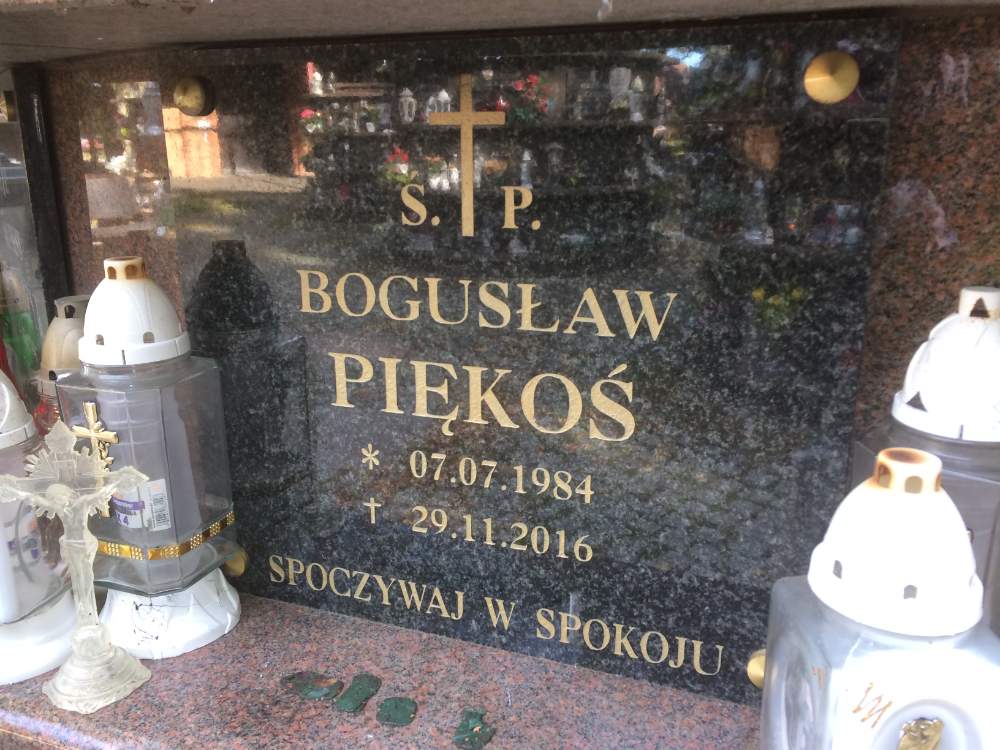 S. P.
BOGUSŁAW
PIĘKOŚ
* 07.07.1984
† 29.11.2016
SPOCZYWAJ W SPOKOJU